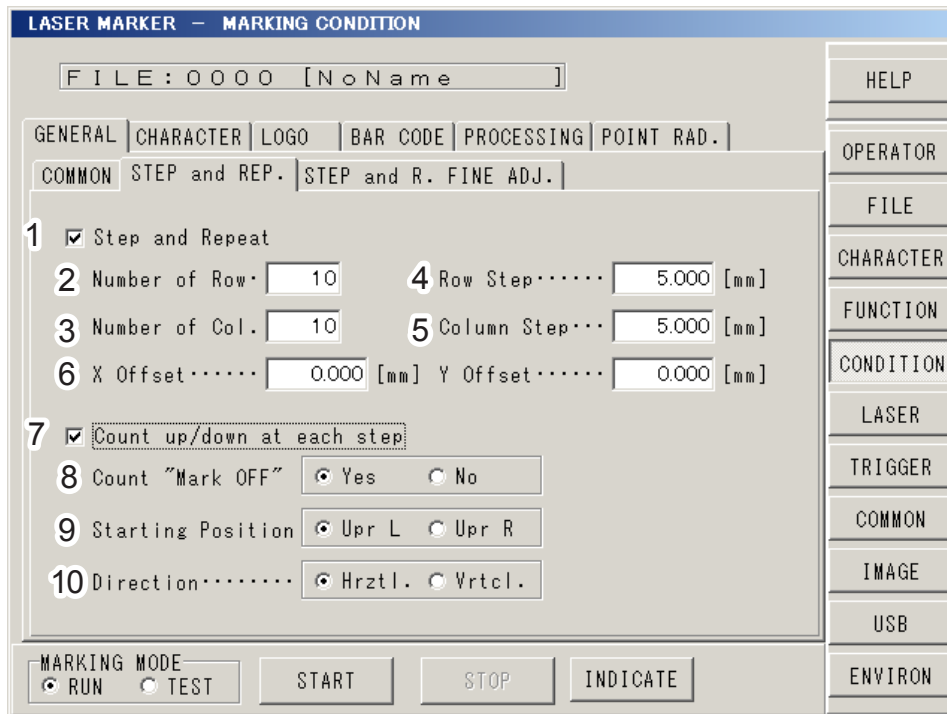 LASER MARKER － MARKING CONDITION
FILE:0000 [NoName ]
GENERAL CHARACTER LOGO BAR CODE PROCESSING POINT RAD.
COMMON STEP and REP. STEP and R. FINE ADJ.
1 Step and Repeat
2 Number of Row· 10 4 Row Step······ 5.000 [mm]
3 Number of Col. 10 5 Column Step··· 5.000 [mm]
6 X Offset······ 0.000 [mm] Y Offset······ 0.000 [mm]
7 Count up/down at each step
8 Count "Mark OFF" Yes No
9 Starting Position Upr L Upr R
10 Direction········ Hrztl. Vrtcl.
MARKING MODE
RUN TEST START STOP INDICATE
HELP
OPERATOR
FILE
CHARACTER
FUNCTION
CONDITION
LASER
TRIGGER
COMMON
IMAGE
USB
ENVIRON